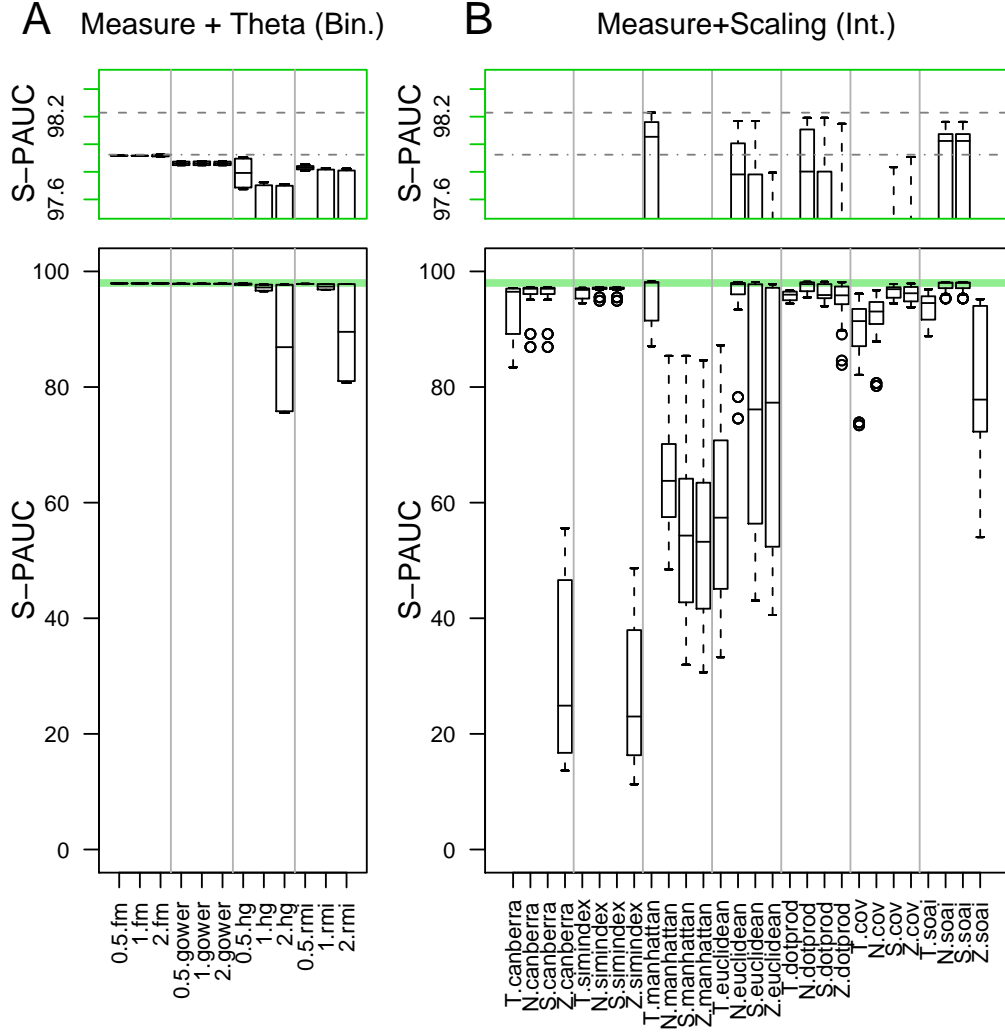 A Measure + Theta (Bin.)
B Measure+Scaling (Int.)
S−PAUC
98.2
97.6
S−PAUC
98.2
97.6
S−PAUC
100
80
60
40
20
0
0.5.fm
1.fm
2.fm
0.5.gower
1.gower
2.gower
0.5.hg
1.hg
2.hg
0.5.rmi
1.rmi
2.rmi
S−PAUC
100
80
60
40
20
0
T.canberra
N.canberra
S.canberra
Z.canberra
T.simindex
N.simindex
S.simindex
Z.simindex
T.manhattan
N.manhattan
S.manhattan
Z.manhattan
T.euclidean
N.euclidean
S.euclidean
Z.euclidean
T.dotprod
N.dotprod
S.dotprod
Z.dotprod
T.cov
N.cov
S.cov
Z.cov
T.soai
N.soai
S.soai
Z.soai